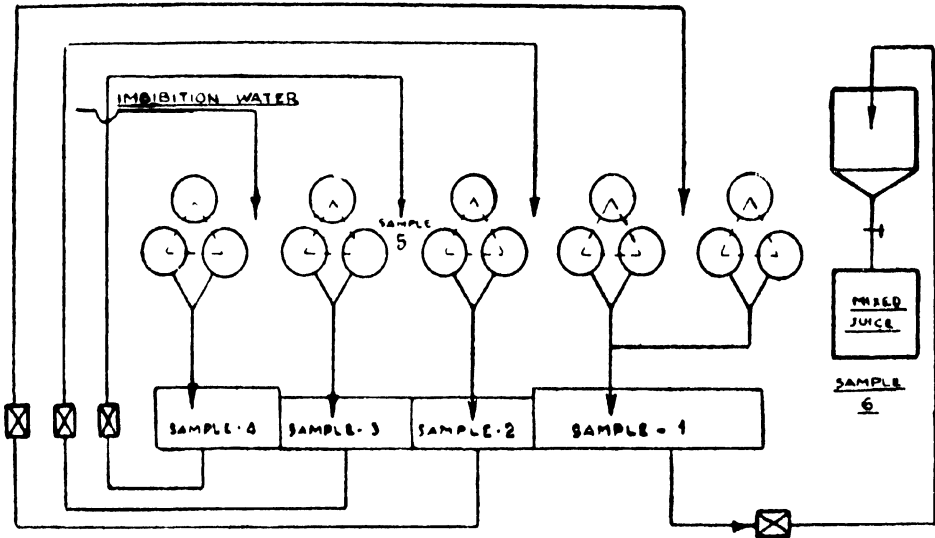 IMBIBITION WATER
SAMPLE
5
MIXED
JUICE
SAMPLE
6
SAMPLE-4
SAMPLE-3
SAMPLE-2
SAMPLE-1